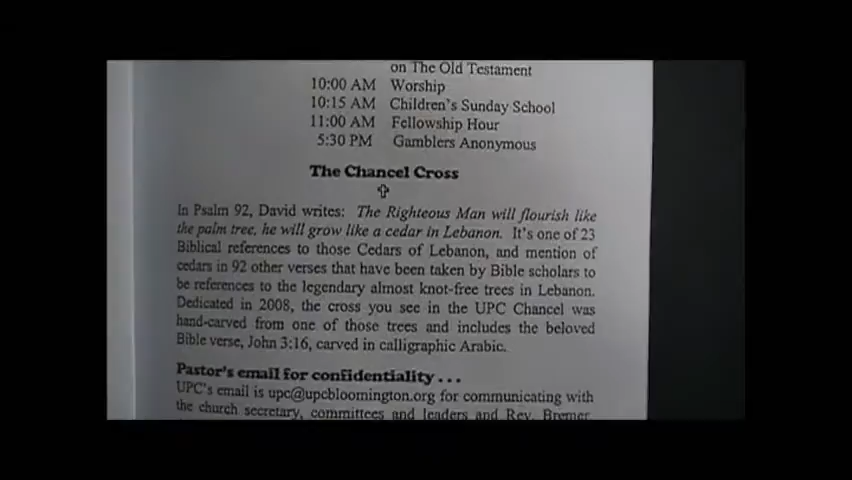 on The Old Testament
10:00 AM Worship
10:15 AM Children's Sunday School
11:00 AM Fellowship Hour
5:30 PM Gamblers Anonymous
The Chancel Cross
In Psalm 92, David writes: The Righteous Man will flourish like
the palm tree, he will grow like a cedar in Lebanon. It's one of 23
Biblical references to those Cedars of Lebanon, and mention of
cedars in 92 other verses that have been taken by Bible scholars to
be references to the legendary almost knot-free trees in Lebanon.
Dedicated in 2008, the cross you see in the UPC Chancel was
hand-carved from one of those trees and includes the beloved
Bible verse, John 3:16, carved in calligraphic Arabic.
Pastor's email for confidentiality . . .
UPC's email is upc@upcbloomington.org for communicating with
the church secretary, committees and leaders and Rev. Bremer,